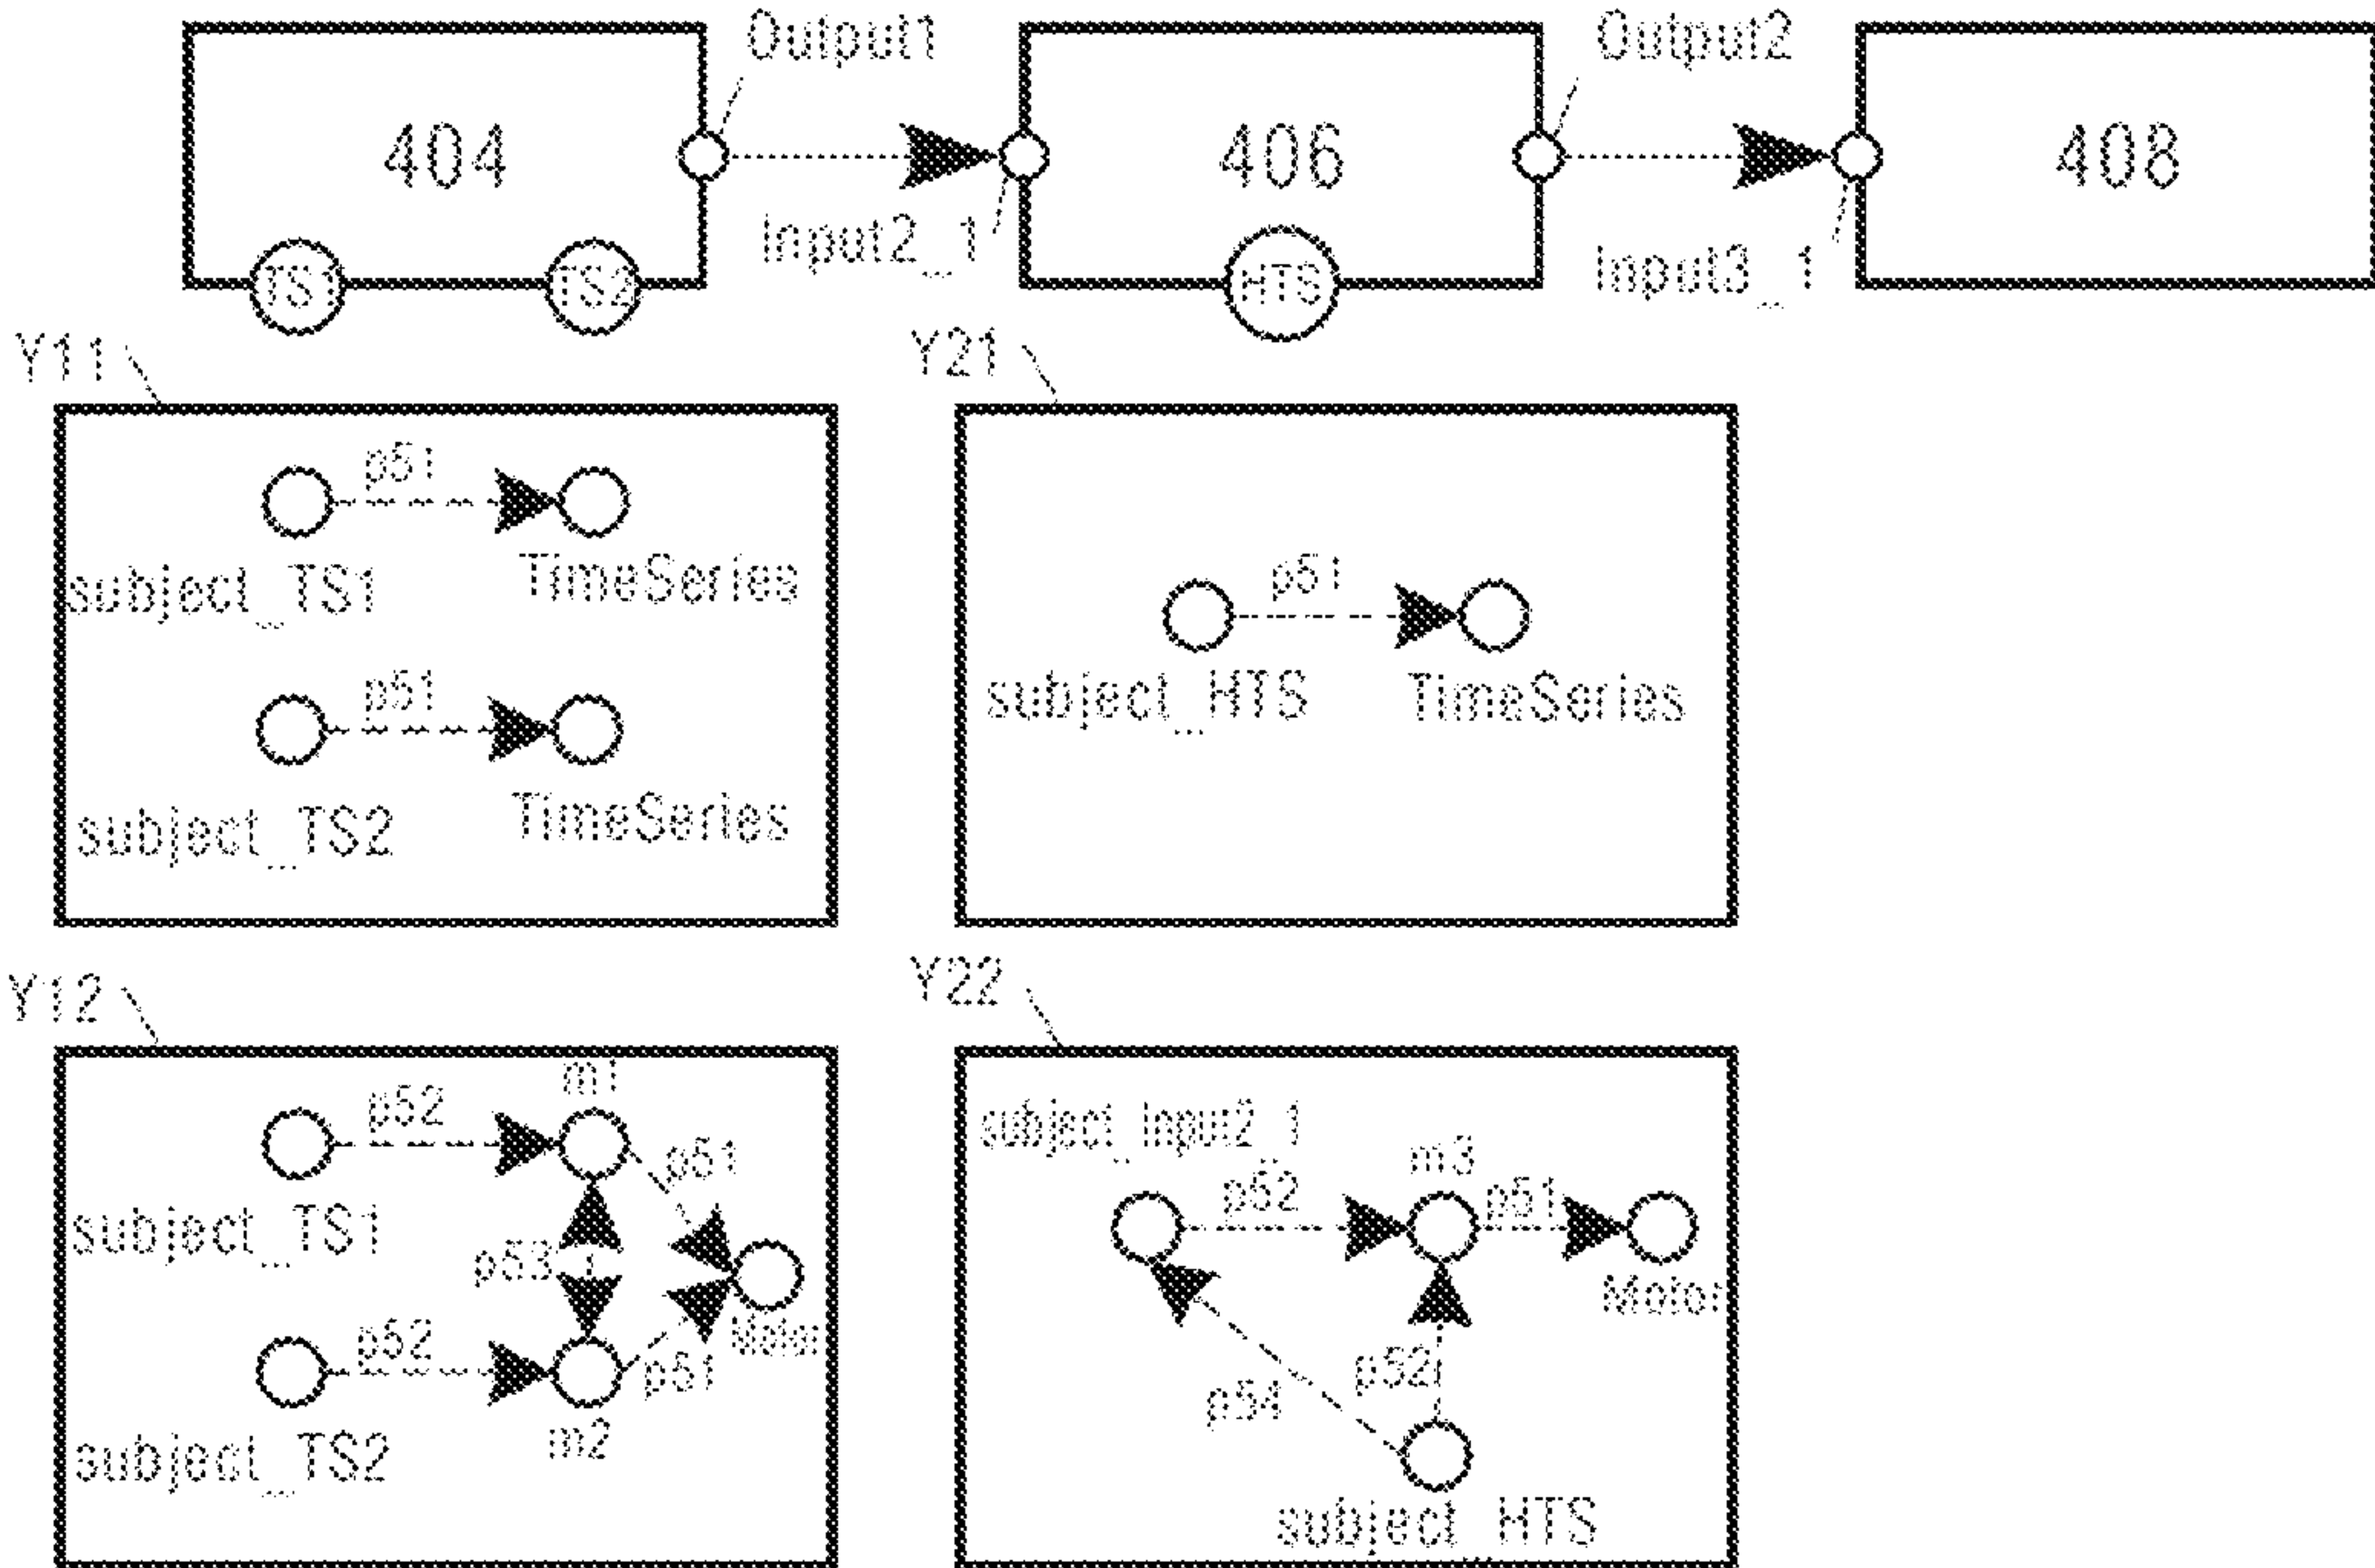 Output1
Output2
404
406
408
Input2_1
Input3_1
TS1
TS2
HTS
Y11
Y21
p51
subject_TS1
TimeSeries
p51
subject_TS2
TimeSeries
p51
subject_HTS
TimeSeries
Y12
Y22
m1
p52
p51
subject_TS1
p53
Motor
p52
p51
subject_TS2
m2
subject_Input2_1
m3
p52
p51
Motor
p52
p54
subject_HTS